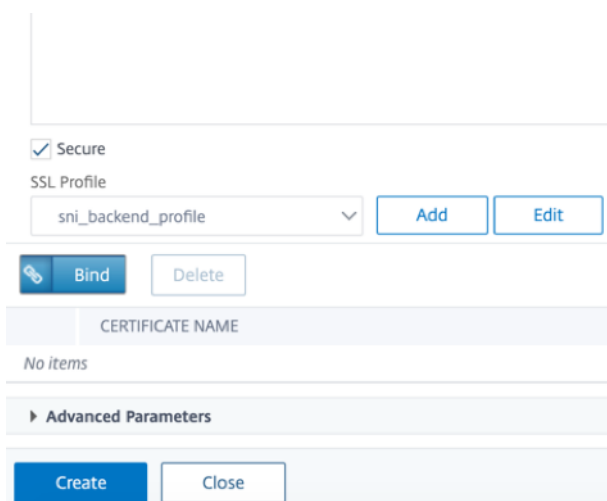 Secure
SSL Profile
sni_backend_profile Add Edit
Bind Delete
CERTIFICATE NAME
No items
Advanced Parameters
Create Close